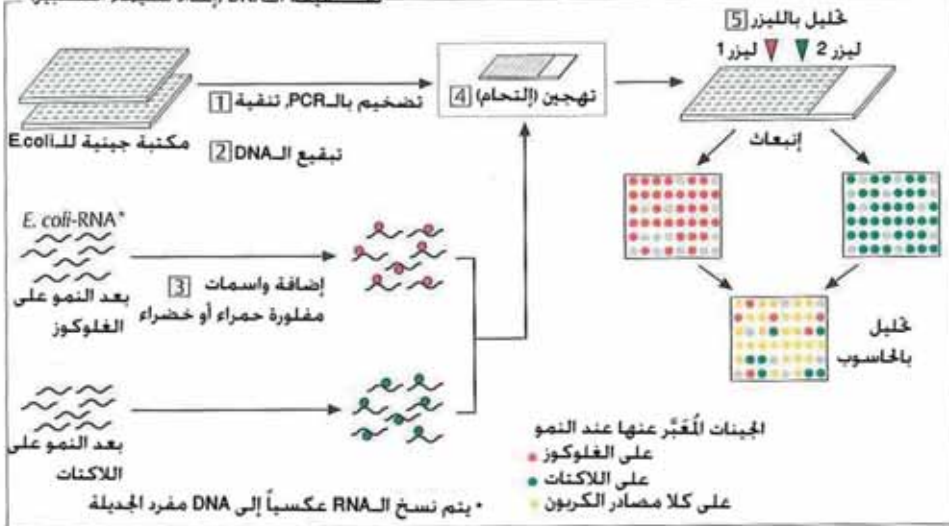 تحليل بالليزر 5
ليزر 1 ليزر 2
1 تضخيم بالـPCR، تنقية
4 تهجين (إلتحام)
مكتبة جينية للـE.coli
2 تبقيع الـDNA
إنبعاث
E. coli-RNA*
3 إضافة واسمات
مفلورة حمراء أو خضراء
بعد النمو على
الغلوكوز
تحليل
بالحاسوب
بعد النمو على
اللاكتات
الجينات المُعَبَّر عنها عند النمو
على الغلوكوز
على اللاكتات
على كلا مصادر الكربون
* يتم نسخ الـRNA عكسياً إلى DNA مفرد الجديلة